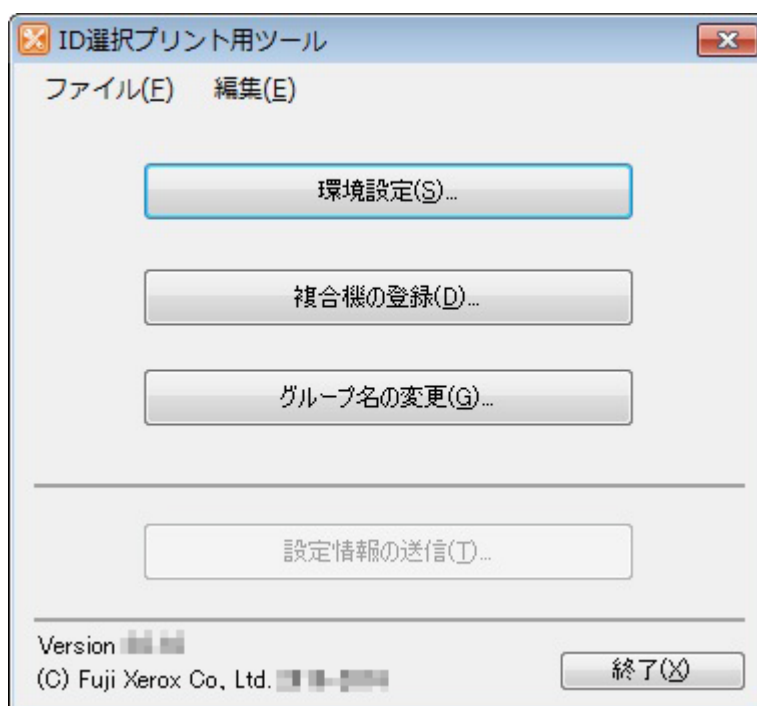 ID選択プリント用ツール
ファイル(F) 編集(E)
環境設定(S)...
複合機の登録(D)...
グループ名の変更(G)...
設定情報の送信(T)...
Version
(C) Fuji Xerox Co., Ltd.
終了(X)